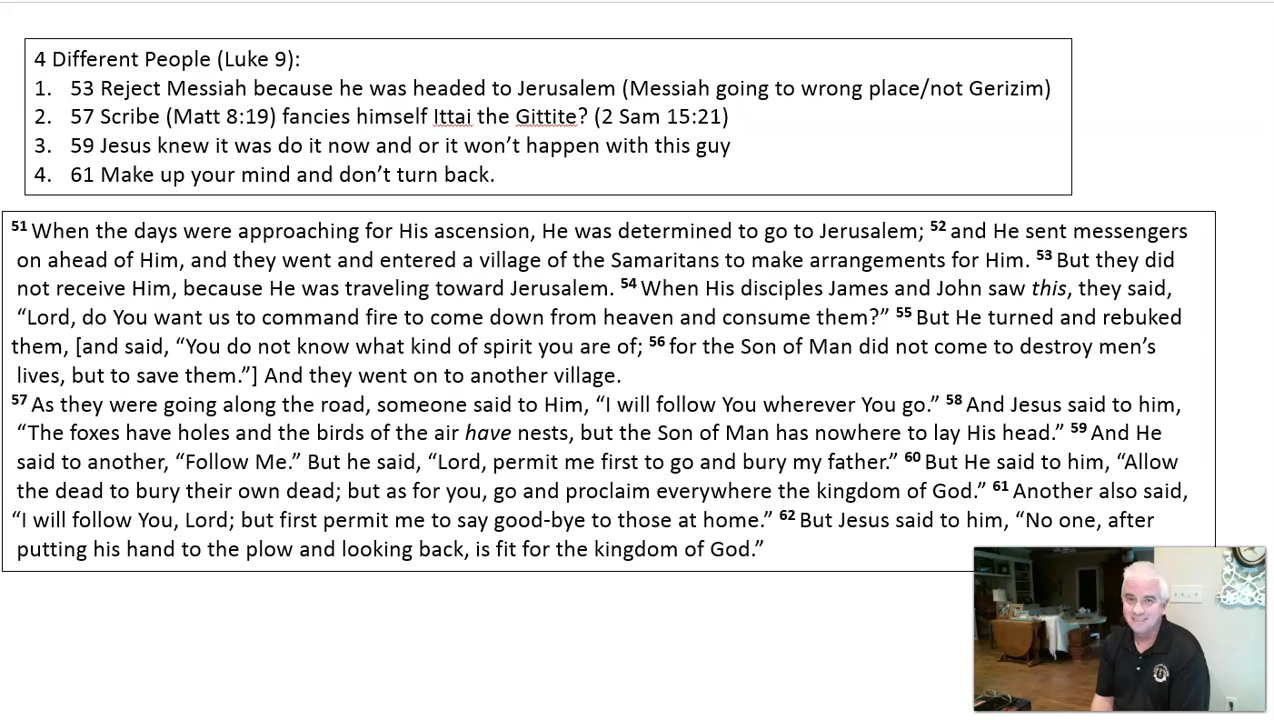 4 Different People (Luke 9):
1. 53 Reject Messiah because he was headed to Jerusalem (Messiah going to wrong place/not Gerizim)
2. 57 Scribe (Matt 8:19) fancies himself Ittai the Gittite? (2 Sam 15:21)
3. 59 Jesus knew it was do it now and or it won’t happen with this guy
4. 61 Make up your mind and don’t turn back.
51 When the days were approaching for His ascension, He was determined to go to Jerusalem; 52 and He sent messengers
on ahead of Him, and they went and entered a village of the Samaritans to make arrangements for Him. 53 But they did
not receive Him, because He was traveling toward Jerusalem. 54 When His disciples James and John saw this, they said,
“Lord, do You want us to command fire to come down from heaven and consume them?” 55 But He turned and rebuked
them, [and said, “You do not know what kind of spirit you are of; 56 for the Son of Man did not come to destroy men’s
lives, but to save them.”] And they went on to another village.
57 As they were going along the road, someone said to Him, “I will follow You wherever You go.” 58 And Jesus said to him,
“The foxes have holes and the birds of the air have nests, but the Son of Man has nowhere to lay His head.” 59 And He
said to another, “Follow Me.” But he said, “Lord, permit me first to go and bury my father.” 60 But He said to him, “Allow
the dead to bury their own dead; but as for you, go and proclaim everywhere the kingdom of God.” 61 Another also said,
“I will follow You, Lord; but first permit me to say good-bye to those at home.” 62 But Jesus said to him, “No one, after
putting his hand to the plow and looking back, is fit for the kingdom of God.”